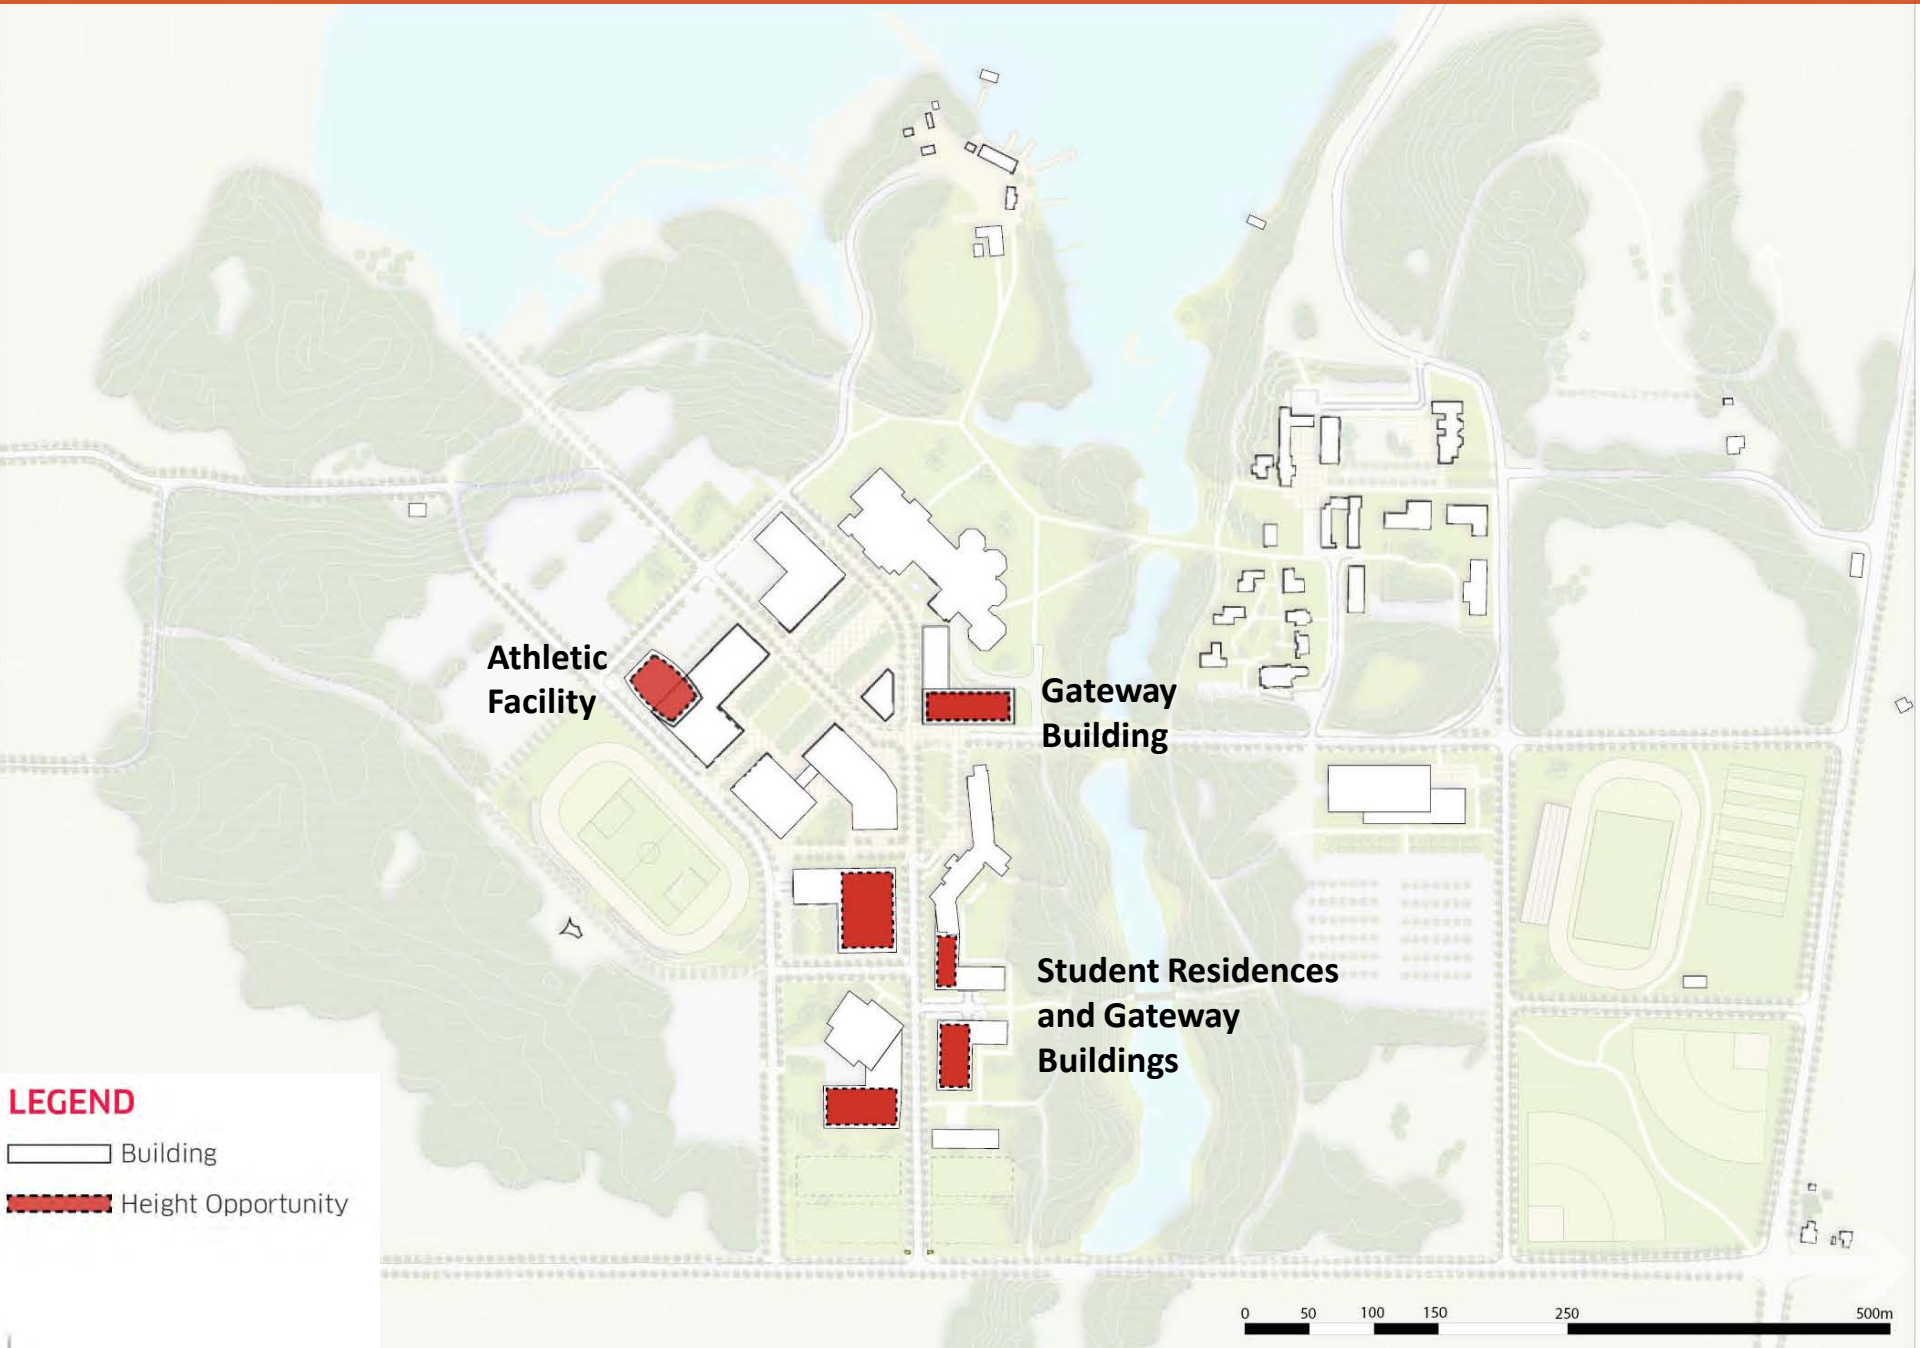 Athletic
Facility
Gateway
Building
Student Residences
and Gateway
Buildings
LEGEND
Building
Height Opportunity
0 50 100 150 250 500m